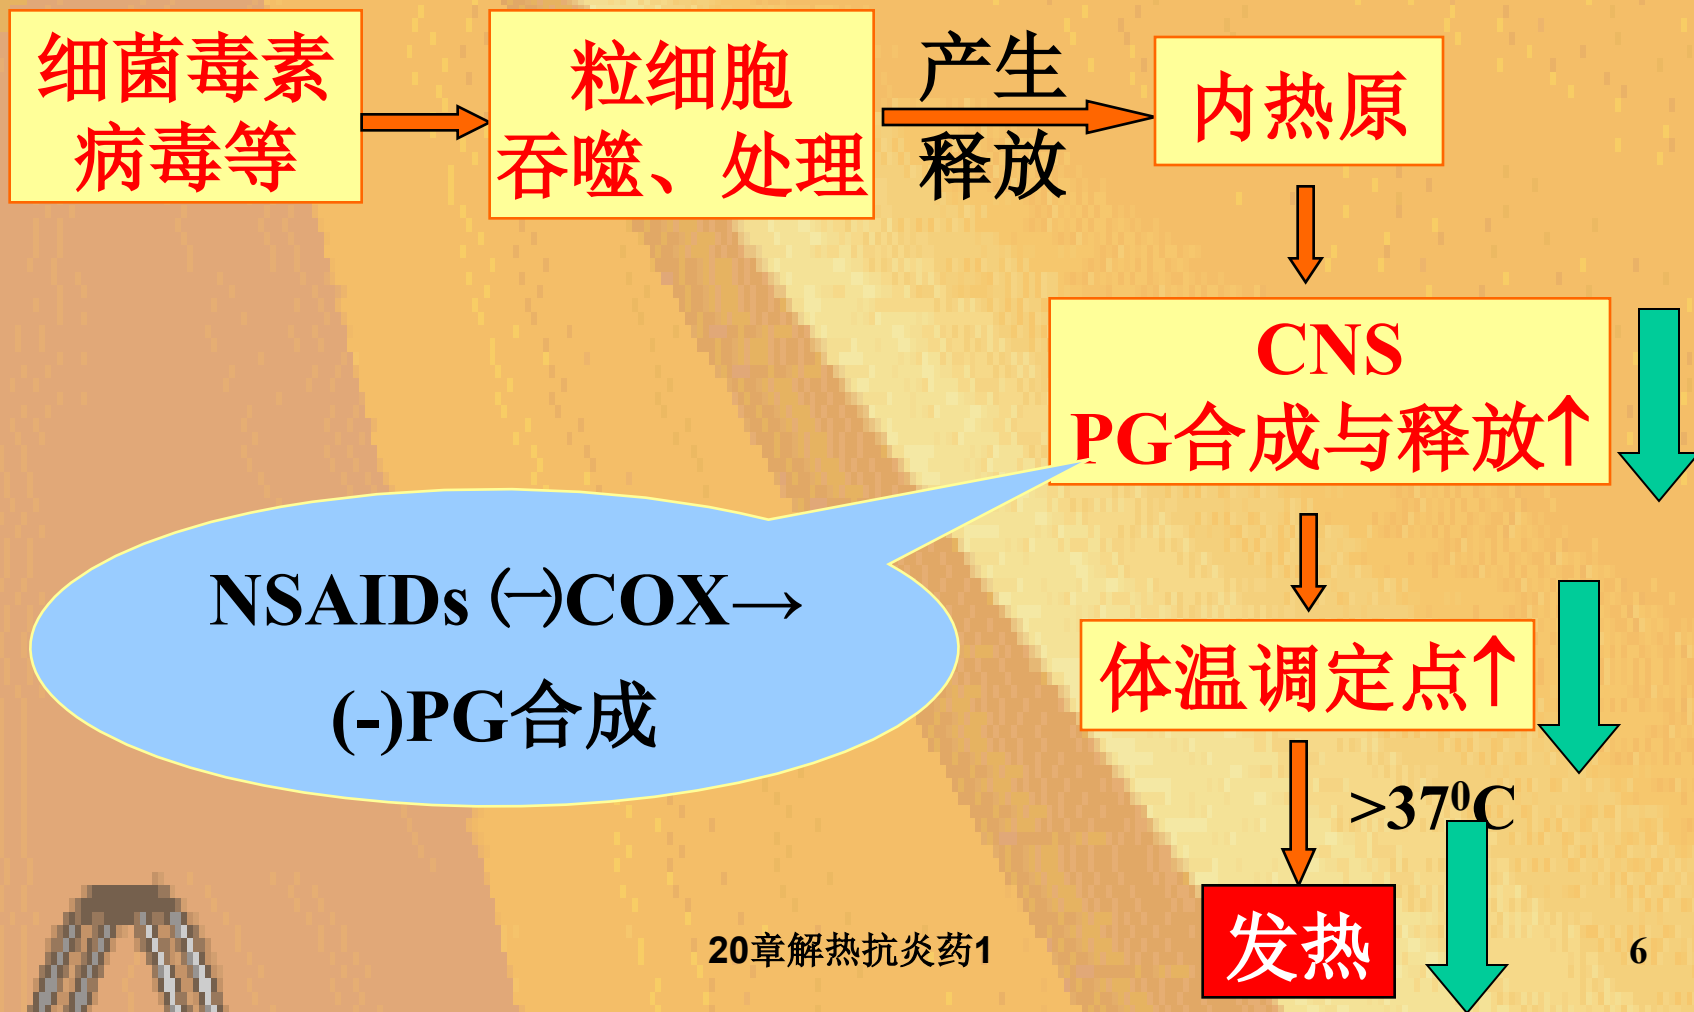 细菌毒素
病毒等
粒细胞
吞噬、处理
产生
释放
内热原
CNS
PG合成与释放↑
NSAIDs ㈠COX→
(-)PG合成
体温调定点↑
>37⁰C
发热
20章解热抗炎药1
6